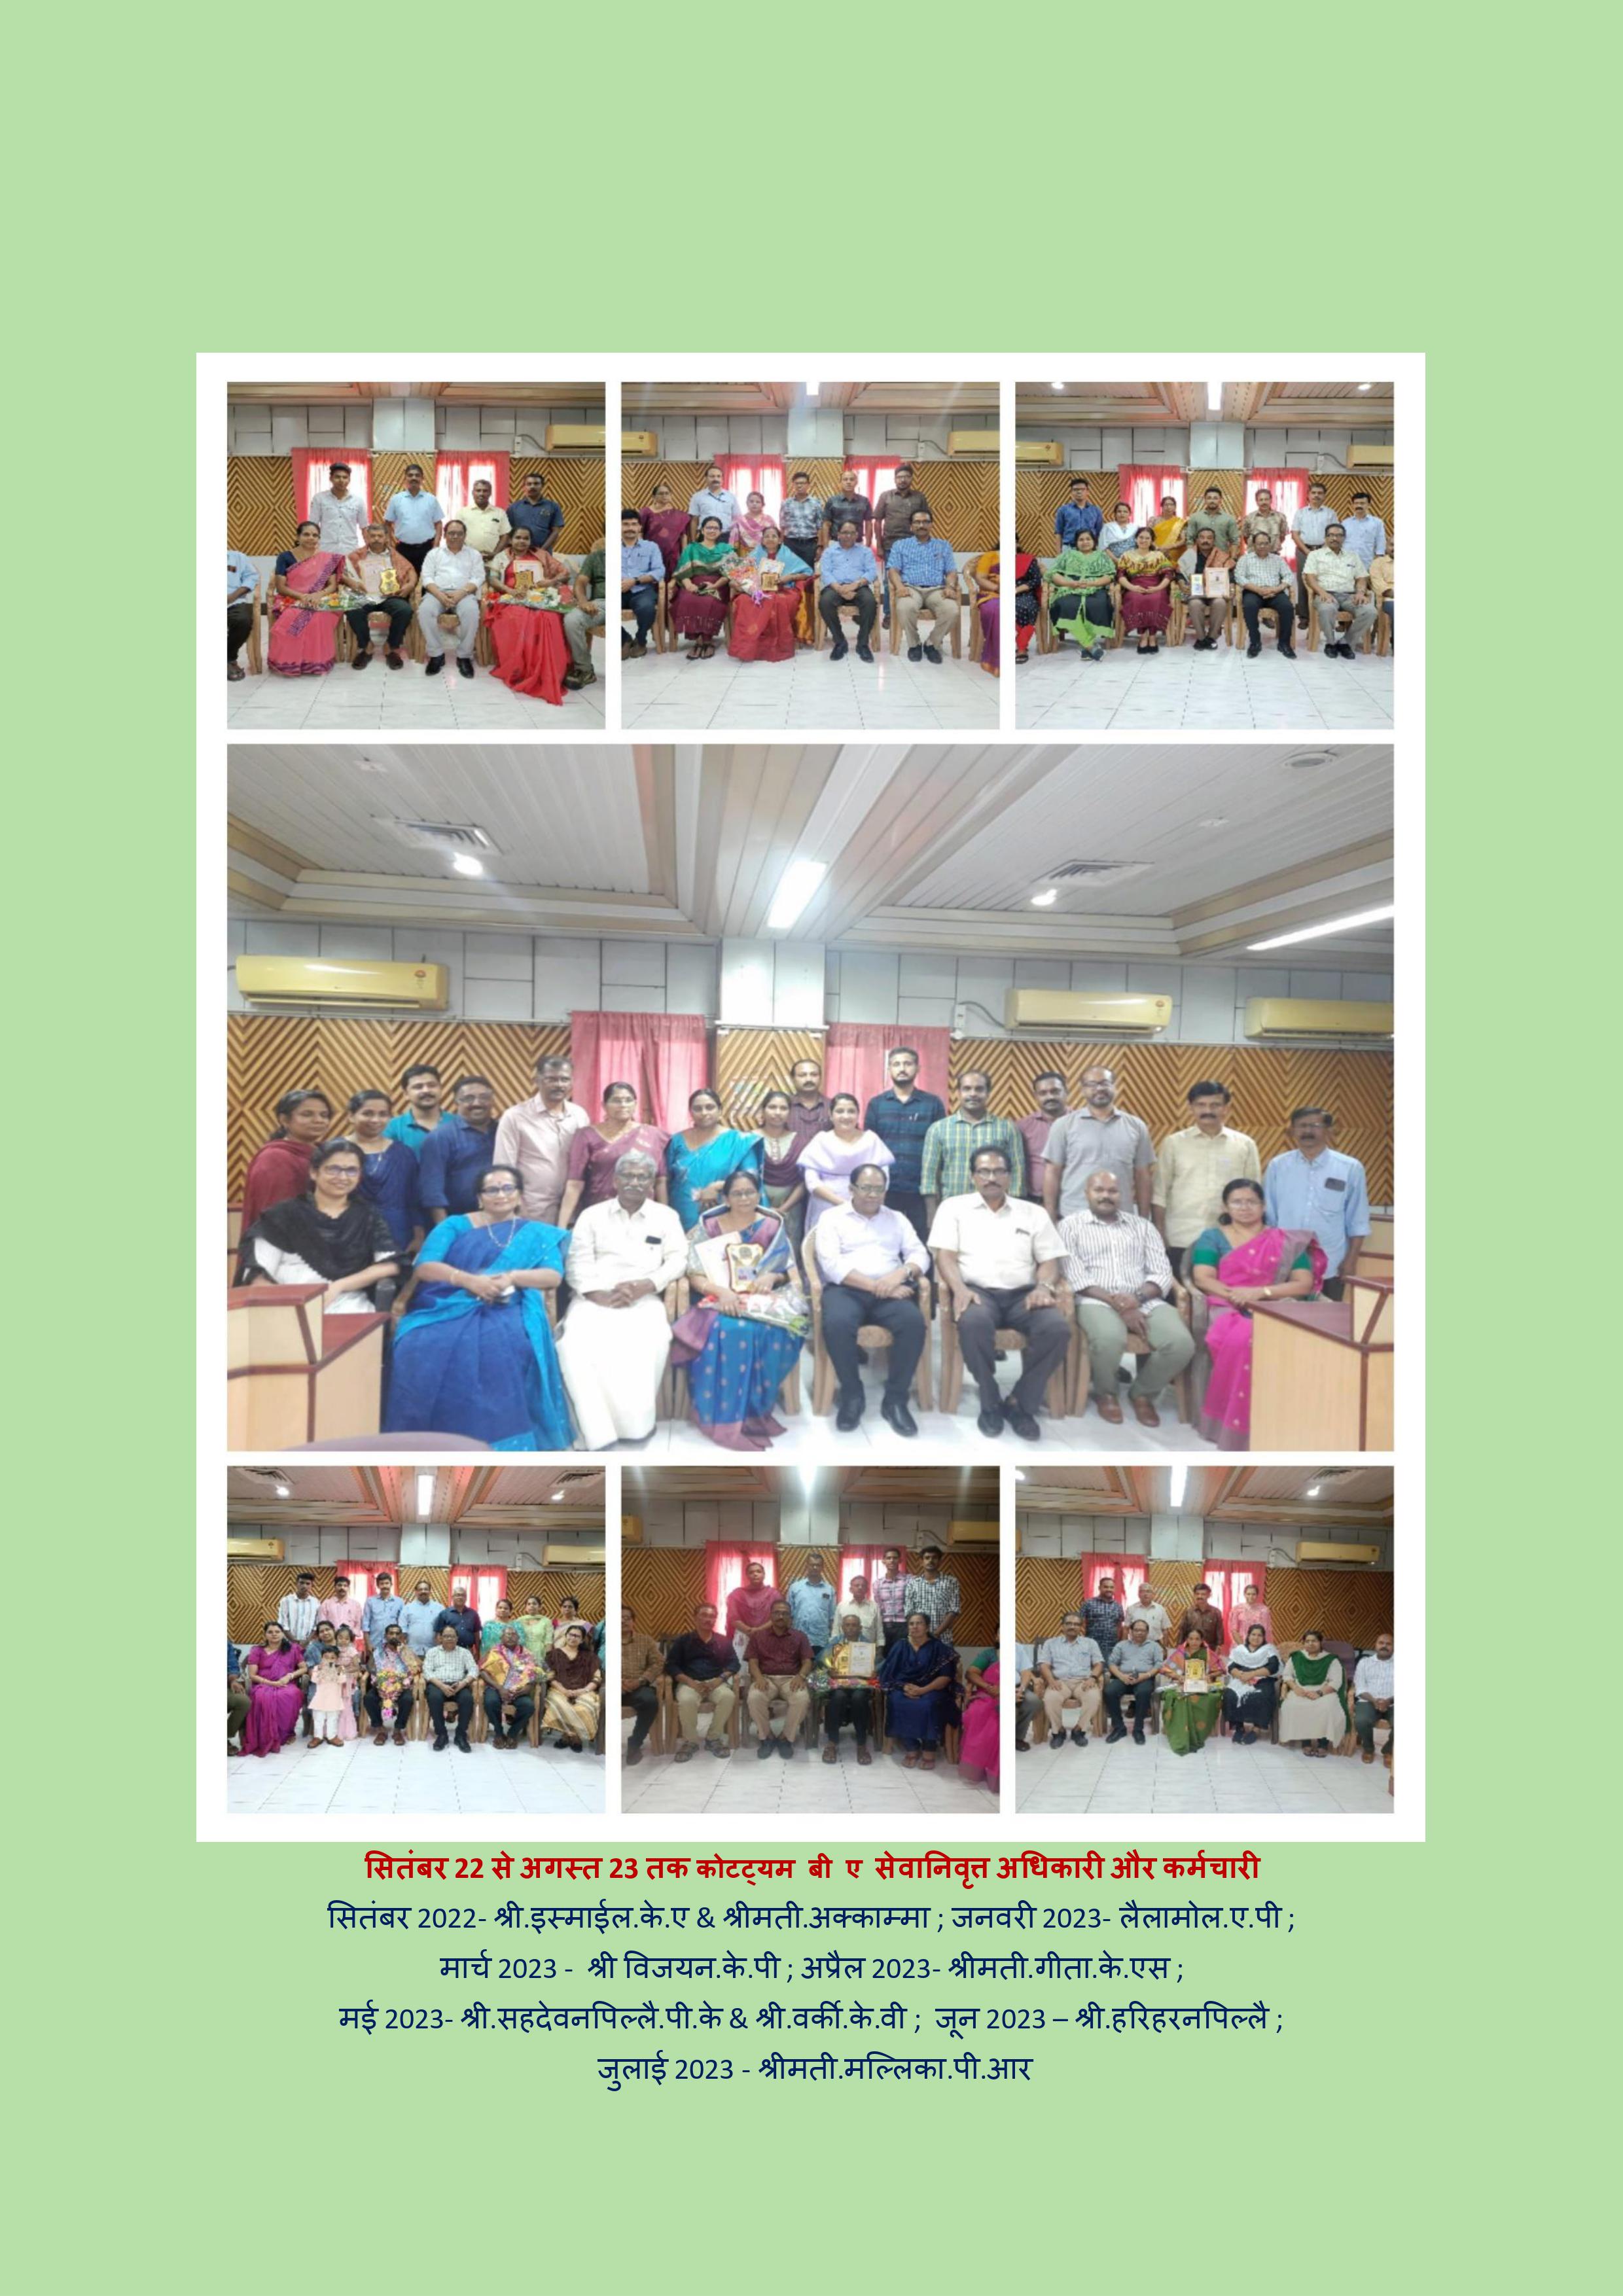 सितंबर 22 से अगस्त 23 तक कोटट्यम बी ए सेवानिवृत्त अधिकारी और कर्मचारी
सितंबर 2022- श्री.इस्माईल.के.ए & श्रीमती.अक्काम्मा ; जनवरी 2023- लैलामोल.ए.पी ;
मार्च 2023 - श्री विजयन.के.पी ; अप्रैल 2023- श्रीमती.गीता.के.एस ;
मई 2023- श्री.सहदेवनपिल्लै.पी.के & श्री.वर्की.के.वी ; जून 2023 – श्री.हरिहरनपिल्लै ;
जुलाई 2023 - श्रीमती.मल्लिका.पी.आर